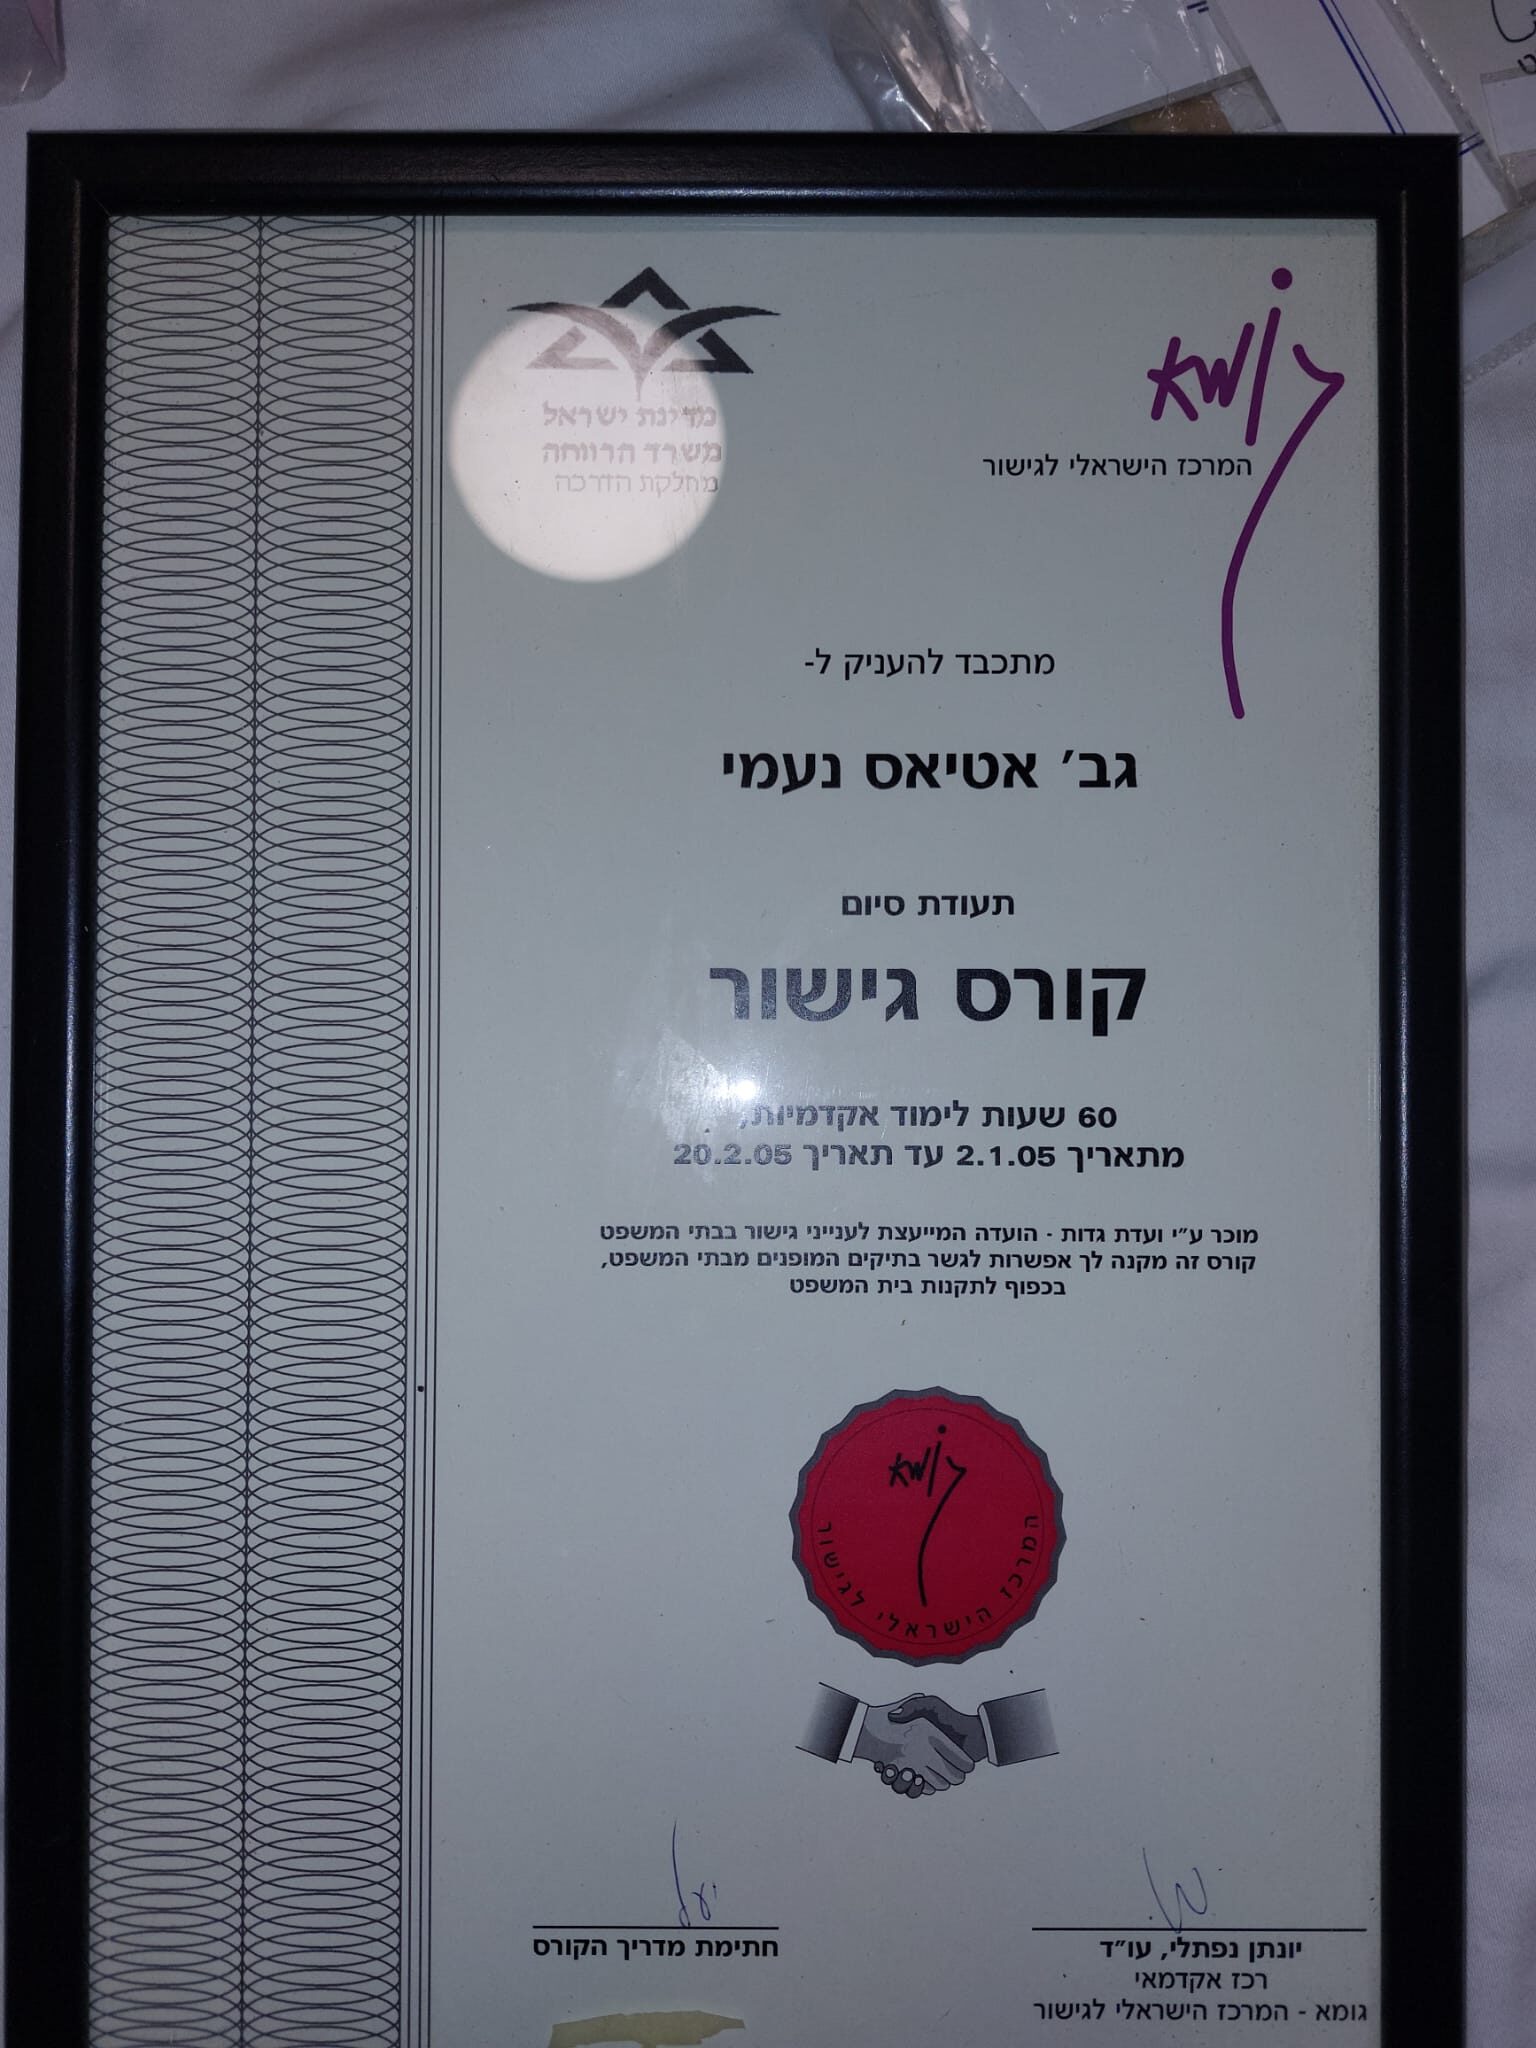 גומא
המרכז הישראלי לגישור
מדינת ישראל
משרד הרווחה
מחלקת הדרכה
מתכבד להעניק ל-
גב' אטיאס נעמי
תעודת סיום
קורס גישור
60 שעות לימוד אקדמיות,
מתאריך 2.1.05 עד תאריך 20.2.05
מוכר ע"י ועדת גדות - הועדה המייעצת לענייני גישור בבתי המשפט
קורס זה מקנה לך אפשרות לגשר בתיקים המופנים מבתי המשפט,
בכפוף לתקנות בית המשפט
גומא
המרכז הישראלי לגישור
יונתן נפתלי, עו"ד
רכז אקדמאי
גומא - המרכז הישראלי לגישור
יעל
חתימת מדריך הקורס